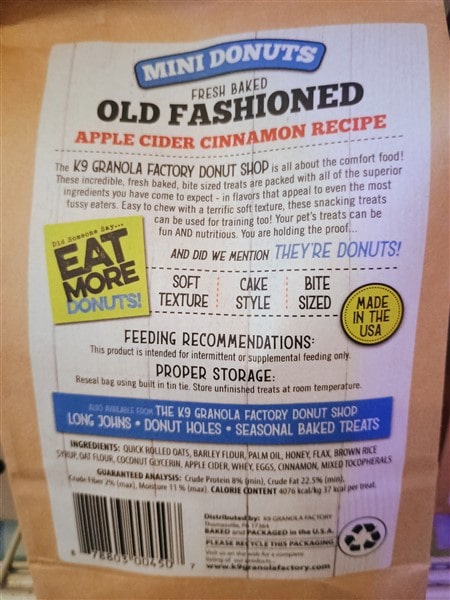 MINI DONUTS
FRESH BAKED
OLD FASHIONED
APPLE CIDER CINNAMON RECIPE
The K9 GRANOLA FACTORY DONUT SHOP is all about the comfort food!
These incredible, fresh baked, bite sized treats are packed with all of the superior
ingredients you have come to expect - in flavors that appeal to even the most
fussy eaters. Easy to chew with a terrific soft texture, these snacking treats
can be used for training too! Your pet's treats can be
fun AND nutritious. You are holding the proof...
Did Someone Say...
EAT
MORE
DONUTS!
AND DID WE MENTION THEY'RE DONUTS!
SOFT TEXTURE
CAKE STYLE
BITE SIZED
MADE
IN THE
USA
FEEDING RECOMMENDATIONS:
This product is intended for intermittent or supplemental feeding only.
PROPER STORAGE:
Reseal bag using built in tin tie. Store unfinished treats at room temperature.
ALSO AVAILABLE FROM THE K9 GRANOLA FACTORY DONUT SHOP
LONG JOHNS • DONUT HOLES • SEASONAL BAKED TREATS
INGREDIENTS: QUICK ROLLED OATS, BARLEY FLOUR, PALM OIL, HONEY, FLAX, BROWN RICE
SYRUP, OAT FLOUR, COCONUT GLYCERIN, APPLE CIDER, WHEY, EGGS, CINNAMON, MIXED TOCOPHERALS
GUARANTEED ANALYSIS: Crude Protein 8% (min), Crude Fat 22.5% (min),
Crude Fiber 2% (max), Moisture 11 % (max). CALORIE CONTENT 4076 kcal/kg 37 kcal per treat.
Distributed by: K9 GRANOLA FACTORY
BAKED and PACKAGED in the U.S.A.
PLEASE RECYCLE THIS PACKAGING
Visit us on the web for a complete
listing of our products...
www.k9granolafactory.com